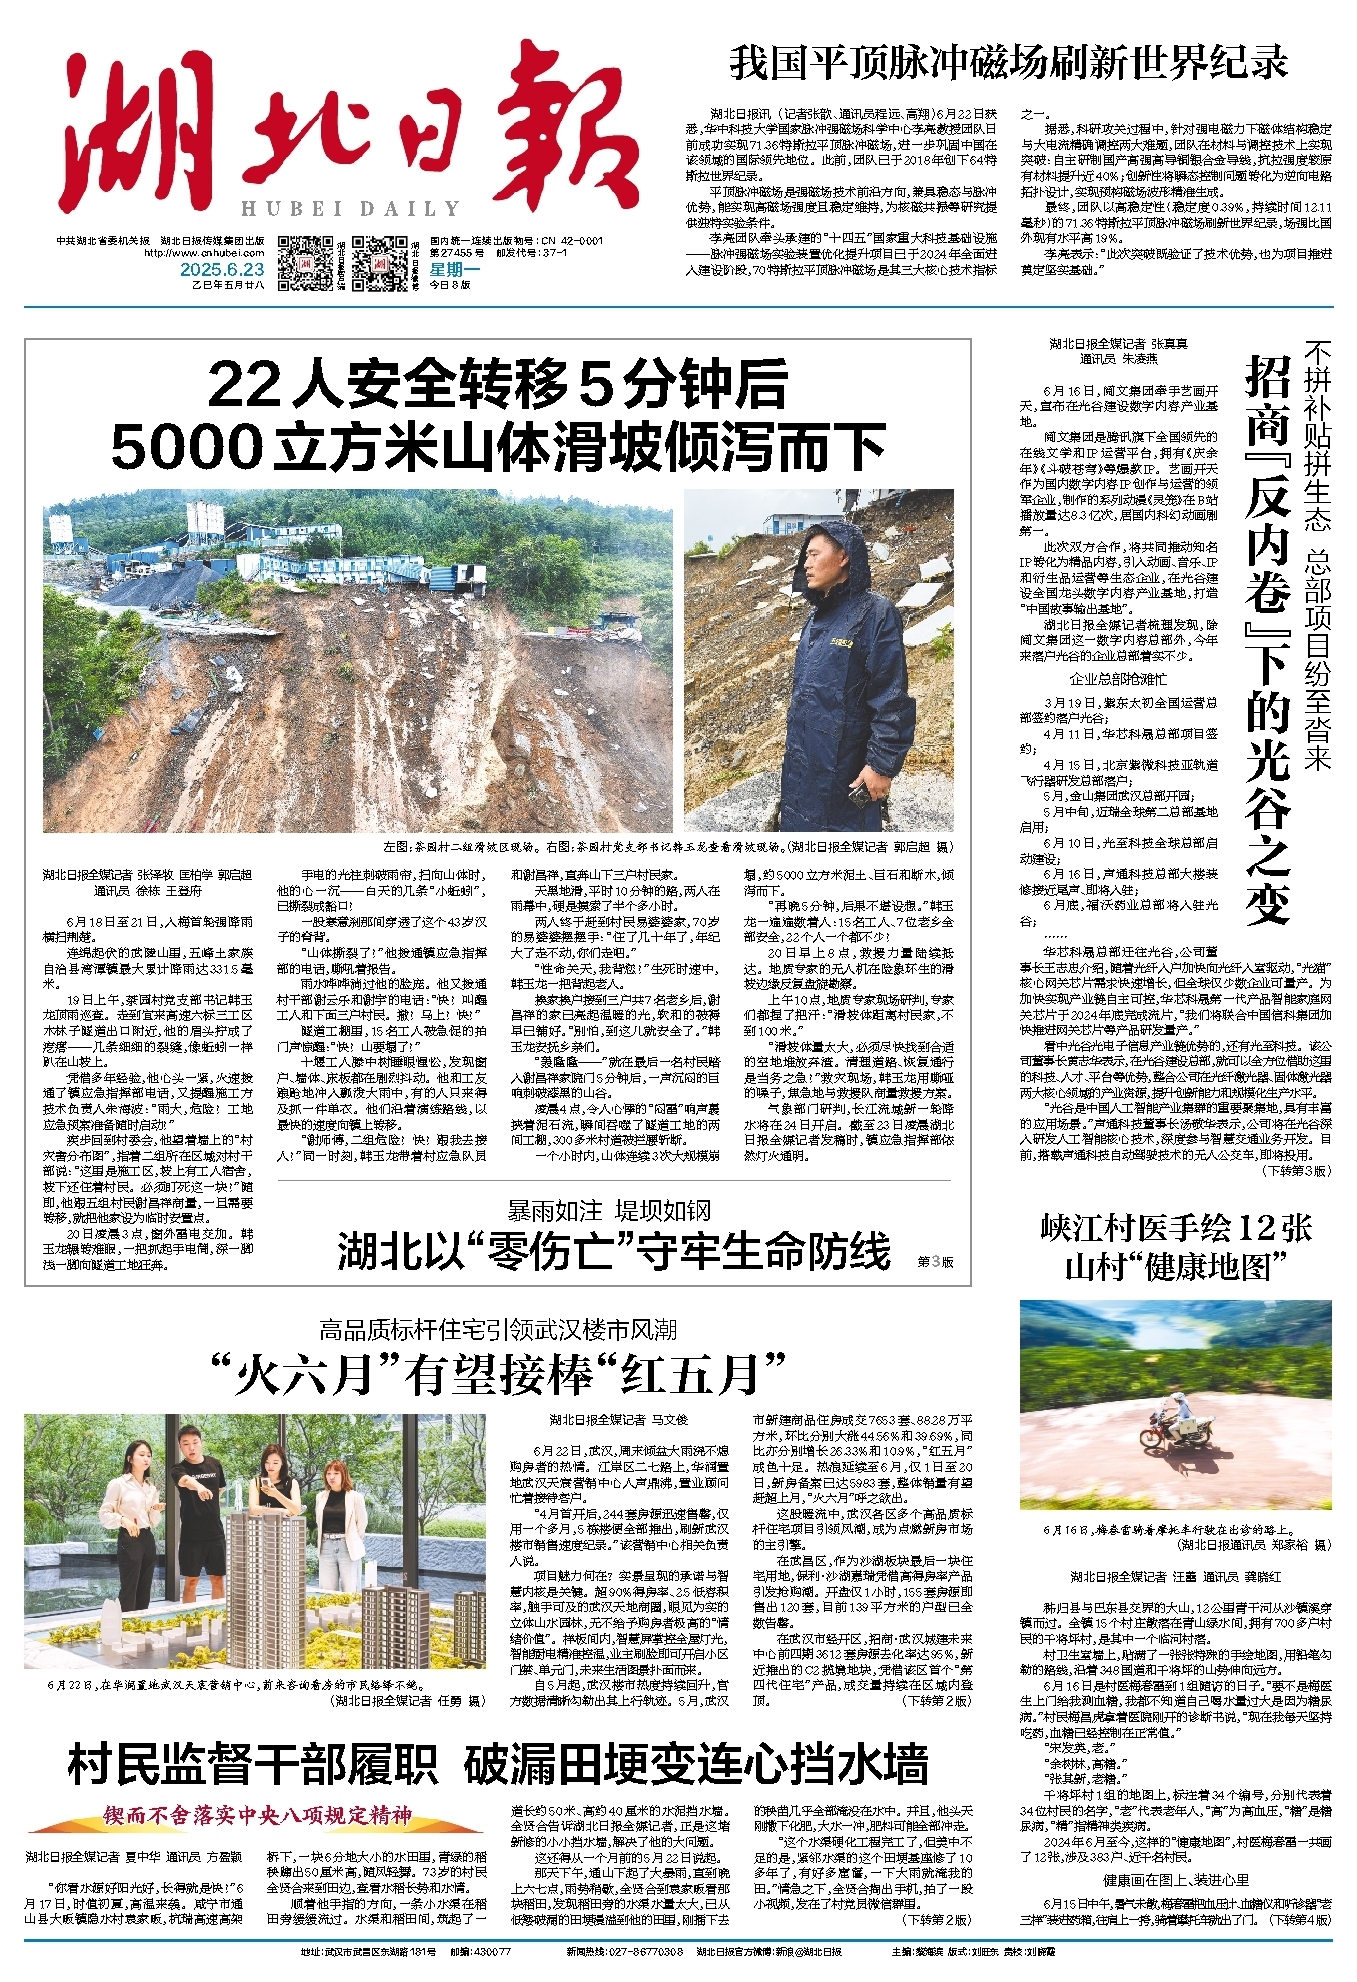 湖北日報
HUBEI DAILY
中共湖北省委机关报 湖北日报传媒集团出版
http://www.cnhubei.com
2025.6.23
乙巳年五月廿八
国内统一连续出版物号：CN 42-0001
第27455号 邮发代号：37-1
星期一
今日8版
我国平顶脉冲磁场刷新世界纪录
湖北日报讯（记者张歆、通讯员程远、高翔）6月22日获
悉，华中科技大学国家脉冲强磁场科学中心李亮教授团队日
前成功实现71.36特斯拉平顶脉冲磁场，进一步巩固中国在
该领域的国际领先地位。此前，团队已于2018年创下64特
斯拉世界纪录。
平顶脉冲磁场是强磁场技术前沿方向，兼具稳态与脉冲
优势，能实现高磁场强度且稳定维持，为核磁共振等研究提
供独特实验条件。
李亮团队牵头承建的“十四五”国家重大科技基础设施
——脉冲强磁场实验装置优化提升项目已于2024年全面进
入建设阶段，70特斯拉平顶脉冲磁场是其三大核心技术指标
之一。
据悉，科研攻关过程中，针对强电磁力下磁体结构稳定
与大电流精确调控两大难题，团队在材料与调控技术上实现
突破：自主研制国产高强高导铜银合金导线，抗拉强度较原
有材料提升近40%；创新性将瞬态控制问题转化为逆向电路
拓扑设计，实现预构磁场波形精准生成。
最终，团队以高稳定性（稳定度0.39%，持续时间12.11
毫秒）的71.36特斯拉平顶脉冲磁场刷新世界纪录，场强比国
外现有水平高19%。
李亮表示：“此次突破既验证了技术优势，也为项目推进
奠定坚实基础。”
22人安全转移5分钟后
5000立方米山体滑坡倾泻而下
左图：茶园村二组滑坡区现场。右图：茶园村党支部书记韩玉龙查看滑坡现场。（湖北日报全媒记者 郭启超 摄）
湖北日报全媒记者 张泽牧 匡柏学 郭启超
通讯员 徐栋 王登府
6月18日至21日，入梅首轮强降雨
横扫荆楚。
连绵起伏的武陵山里，五峰土家族
自治县湾潭镇最大累计降雨达331.5毫
米。
19日上午，茶园村党支部书记韩玉
龙顶雨巡查。走到宜来高速六标三工区
木林子隧道出口附近，他的眉头拧成了
疙瘩——几条细细的裂缝，像蚯蚓一样
趴在山坡上。
凭借多年经验，他心头一紧，火速拨
通了镇应急指挥部电话，又提醒施工方
技术负责人朱海波：“雨大，危险！工地
应急预案准备随时启动！”
疾步回到村委会，他望着墙上的“村
灾害分布图”，指着二组所在区域对村干
部说：“这里是施工区，坡上有工人宿舍，
坡下还住着村民。必须盯死这一块！”随
即，他跟五组村民谢昌祥商量，一旦需要
转移，就把他家设为临时安置点。
20日凌晨3点，窗外雷电交加。韩
玉龙辗转难眠，一把抓起手电筒，深一脚
浅一脚向隧道工地狂奔。
手电的光柱刺破雨帘，扫向山体时，
他的心一沉——白天的几条“小蚯蚓”，
已撕裂成豁口！
一股寒意刹那间穿透了这个43岁汉
子的脊背。
“山体撕裂了！”他拨通镇应急指挥
部的电话，嘶吼着报告。
雨水哗哗淌过他的脸庞。他又拨通
村干部谢云乐和谢宇的电话：“快！叫醒
工人和下面三户村民。撤！马上！快！”
隧道工棚里，15名工人被急促的拍
门声惊醒：“快！山要塌了！”
十堰工人滕中树睡眼惺忪，发现窗
户、墙体、床板都在剧烈抖动。他和工友
踉跄地冲入瓢泼大雨中，有的人只来得
及抓一件单衣。他们沿着演练路线，以
最快的速度向镇上转移。
“谢师傅，二组危险！快！跟我去接
人！”同一时刻，韩玉龙带着村应急队员
和谢昌祥，直奔山下三户村民家。
天黑地滑，平时10分钟的路，两人在
雨幕中，硬是摸索了半个多小时。
两人终于赶到村民易婆婆家，70岁
的易婆婆摆摆手：“住了几十年了，年纪
大了走不动，你们走吧。”
“性命关天，我背您！”生死时速中，
韩玉龙一把背起老人。
挨家挨户接到三户共7名老乡后，谢
昌祥的家已亮起温暖的光，软和的被褥
早已铺好。“别怕，到这儿就安全了。”韩
玉龙安抚乡亲们。
“轰隆隆——”就在最后一名村民踏
入谢昌祥家院门5分钟后，一声沉闷的巨
响刺破漆黑的山谷。
凌晨4点，令人心悸的“闷雷”响声裹
挟着泥石流，瞬间吞噬了隧道工地的两
间工棚，300多米村道被拦腰斩断。
一个小时内，山体连续3次大规模崩
塌，约5000立方米泥土、巨石和断木，倾
泻而下。
“再晚5分钟，后果不堪设想。”韩玉
龙一遍遍数着人：15名工人、7位老乡全
部安全，22个人一个都不少！
20日早上8点，救援力量陆续抵
达。地质专家的无人机在险象环生的滑
坡边缘反复盘旋勘察。
上午10点，地质专家现场研判，专家
们都捏了把汗：“滑坡体距离村民家，不
到100米。”
“滑坡体量太大，必须尽快找到合适
的空地堆放弃渣。清理道路、恢复通行
是当务之急！”救灾现场，韩玉龙用嘶哑
的嗓子，焦急地与救援队商量救援方案。
气象部门研判，长江流域新一轮降
水将在24日开启。截至23日凌晨湖北
日报全媒记者发稿时，镇应急指挥部依
然灯火通明。
暴雨如注 堤坝如钢
湖北以“零伤亡”守牢生命防线
第3版
不拼补贴拼生态 总部项目纷至沓来
招商『反内卷』下的光谷之变
湖北日报全媒记者 张真真
通讯员 朱凌燕
6月16日，阅文集团牵手艺画开
天，宣布在光谷建设数字内容产业基
地。
阅文集团是腾讯旗下全国领先的
在线文学和IP运营平台，拥有《庆余
年》《斗破苍穹》等爆款IP。艺画开天
作为国内数字内容IP创作与运营的领
军企业，制作的系列动漫《灵笼》在B站
播放量达8.3亿次，居国内科幻动画剧
第一。
此次双方合作，将共同推动知名
IP转化为精品内容，引入动画、音乐、IP
和衍生品运营等生态企业，在光谷建
设全国龙头数字内容产业基地，打造
“中国故事输出基地”。
湖北日报全媒记者梳理发现，除
阅文集团这一数字内容总部外，今年
来落户光谷的企业总部着实不少。
企业总部抢滩忙
3月19日，紫东太初全国运营总
部签约落户光谷；
4月11日，华芯科晟总部项目签
约；
4月15日，北京紫微科技亚轨道
飞行器研发总部落户；
5月，金山集团武汉总部开园；
5月中旬，迈瑞全球第二总部基地
启用；
6月10日，光至科技全球总部启
动建设；
6月16日，声通科技总部大楼装
修接近尾声、即将入驻；
6月底，福沃药业总部将入驻光
谷；
……
华芯科晟总部迁往光谷，公司董
事长王志忠介绍，随着光纤入户加快向光纤入室驱动，“光猫”
核心网关芯片需求快速增长，但全球仅少数企业可量产。为
加快实现产业链自主可控，华芯科晟第一代产品智能家庭网
关芯片于2024年底完成流片，“我们将联合中国信科集团加
快推进网关芯片等产品研发量产。”
看中光谷光电子信息产业链优势的，还有光至科技。该公
司董事长黄志华表示，在光谷建设总部，就可以全方位借助这里
的科技、人才、平台等优势，整合公司在光纤激光器、固体激光器
两大核心领域的产业资源，提升创新能力和规模化生产水平。
“光谷是中国人工智能产业集群的重要聚集地，具有丰富
的应用场景。”声通科技董事长汤敬华表示，公司将在光谷深
入研发人工智能核心技术，深度参与智慧交通业务开发。目
前，搭载声通科技自动驾驶技术的无人公交车，即将投用。
（下转第3版）
高品质标杆住宅引领武汉楼市风潮
“火六月”有望接棒“红五月”
6月22日，在华润置地武汉天宸营销中心，前来咨询看房的市民络绎不绝。
（湖北日报全媒记者 任勇 摄）
湖北日报全媒记者 马文俊
6月22日，武汉，周末倾盆大雨浇不熄
购房者的热情。江岸区二七路上，华润置
地武汉天宸营销中心人声鼎沸，置业顾问
忙着接待客户。
“4月首开后，244套房源迅速售罄，仅
用一个多月，5栋楼便全部推出，刷新武汉
楼市销售速度纪录。”该营销中心相关负责
人说。
项目魅力何在？实景呈现的承诺与智
慧内核是关键。超90%得房率、2.5低容积
率，触手可及的武汉天地商圈，眼见为实的
立体山水园林，无不给予购房者极高的“情
绪价值”。样板间内，智慧屏掌控全屋灯光，
智能厨电精准控温，业主刷脸即可开启小区
门禁、单元门，未来生活图景扑面而来。
自5月起，武汉楼市热度持续回升，官
方数据清晰勾勒出其上行轨迹。5月，武汉
市新建商品住房成交7653套、88.28万平
方米，环比分别大涨44.56%和39.69%，同
比亦分别增长26.33%和10.9%，“红五月”
成色十足。热浪延续至6月，仅1日至20
日，新房备案已达5983套，整体销量有望
赶超上月，“火六月”呼之欲出。
这股暖流中，武汉各区多个高品质标
杆住宅项目引领风潮，成为点燃新房市场
的主引擎。
在武昌区，作为沙湖板块最后一块住
宅用地，保利·沙湖熹瑞凭借高得房率产品
引发抢购潮。开盘仅1小时，155套房源即
售出120套，目前139平方米的户型已全
数告罄。
在武汉市经开区，招商·武汉城建未来
中心前四期3612套房源去化率达95%，新
近推出的C2揽境地块，凭借该区首个“第
四代住宅”产品，成交量持续在区域内登
顶。 （下转第2版）
峡江村医手绘12张
山村“健康地图”
6月16日，梅春雷骑着摩托车行驶在出诊的路上。
（湖北日报通讯员 郑家裕 摄）
湖北日报全媒记者 汪鑫 通讯员 龚晓红
秭归县与巴东县交界的大山，12公里青干河从沙镇溪穿
镇而过。全镇15个村庄散落在青山绿水间，拥有700多户村
民的千将坪村，是其中一个临河村落。
村卫生室墙上，贴满了一张张特殊的手绘地图，用铅笔勾
勒的路线，沿着348国道和千将坪的山势伸向远方。
6月16日是村医梅春雷到1组随访的日子。“要不是梅医
生上门给我测血糖，我都不知道自己喝水量过大是因为糖尿
病。”村民梅昌虎拿着医院刚开的诊断书说，“现在我每天坚持
吃药，血糖已经控制在正常值。”
“宋发英，老。”
“余树林，高糖。”
“张其新，老糖。”
千将坪村1组的地图上，标注着34个编号，分别代表着
34位村民的名字，“老”代表老年人，“高”为高血压，“糖”是糖
尿病，“精”指精神类疾病。
2024年6月至今，这样的“健康地图”，村医梅春雷一共画
了12张，涉及383户、近千名村民。
健康画在图上、装进心里
6月15日中午，暑气未散，梅春雷把血压计、血糖仪和听诊器“老
三样”装进药箱，往肩上一挎，骑着摩托车就出了门。（下转第4版）
村民监督干部履职 破漏田埂变连心挡水墙
锲而不舍落实中央八项规定精神
湖北日报全媒记者 夏中华 通讯员 方盈颖
“你看水源好阳光好，长得就是快！”6
月17日，时值初夏，高温来袭。咸宁市通
山县大畈镇隐水村袁家畈，杭瑞高速高架
桥下，一块6分地大小的水田里，青绿的稻
秧蹿出50厘米高，随风轻舞。73岁的村民
全贤合来到田边，查看水稻长势和水情。
顺着他手指的方向，一条小水渠在稻
田旁缓缓流过。水渠和稻田间，筑起了一
道长约50米、高约40厘米的水泥挡水墙。
全贤合告诉湖北日报全媒记者，正是这堵
新修的小小挡水墙，解决了他的大问题。
这还得从一个月前的5月22日说起。
那天下午，通山下起了大暴雨，直到晚
上六七点，雨势稍歇，全贤合到袁家畈看那
块稻田，发现稻田旁的水渠水量太大，已从
低矮破漏的田埂漫溢到他的田里，刚插下去
的秧苗几乎全部淹没在水中。并且，他头天
刚撒下化肥，大水一冲，肥料可能全部冲走。
“这个水渠硬化工程完工了，但美中不
足的是，紧邻水渠的这个田埂基座修了10
多年了，有好多窟窿，一下大雨就淹我的
田。”情急之下，全贤合掏出手机，拍了一段
小视频，发在了村党员微信群里。
（下转第2版）
地址：武汉市武昌区东湖路181号 邮编：430077 新闻热线：027-86770308 湖北日报官方微博：新浪@湖北日报 主编：黎海滨 版式：刘旺东 责校：刘晓霞